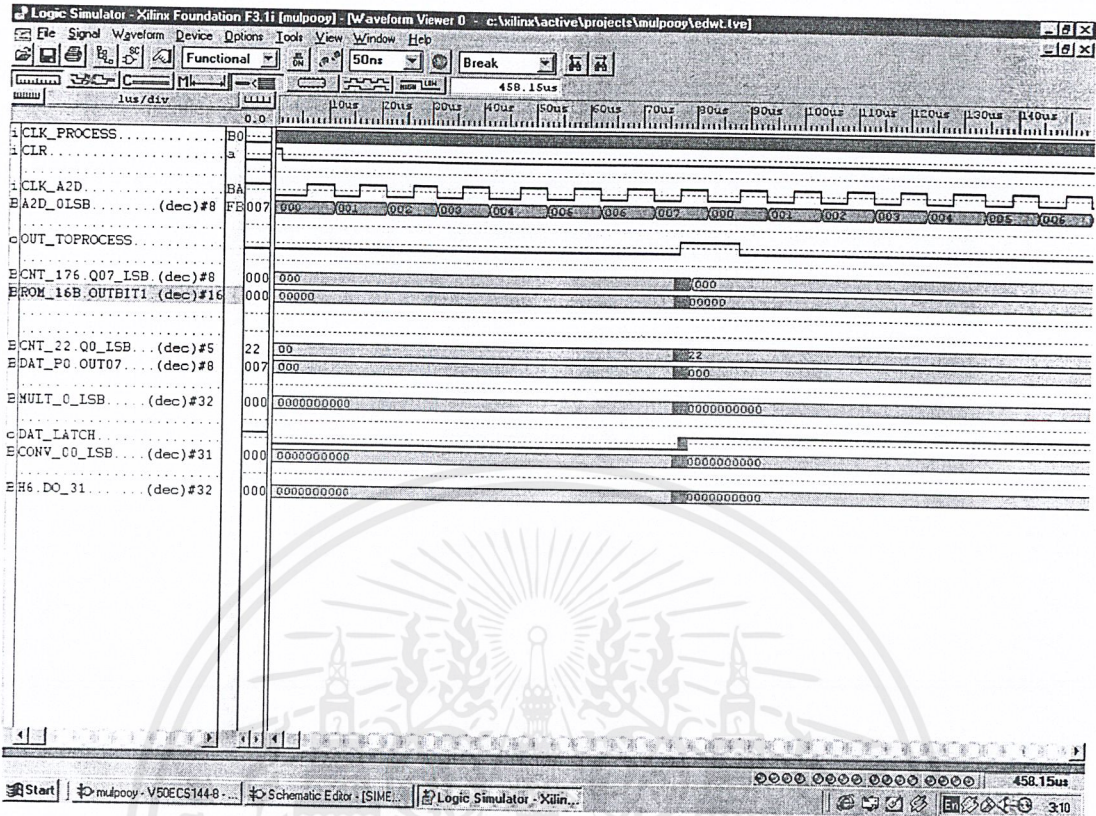 Logic Simulator - Xilinx Foundation F3.1i [mulpooy] - [Waveform Viewer 0 - c:\xilinx\active\projects\mulpooy\edwt.tve]
File Signal Waveform Device Options Tools View Window Help
Functional 50ns Break
458.15us
1us/div
0.0 10us 20us 30us 40us 50us 60us 70us 80us 90us 100us 110us 120us 130us 140us
i CLK_PROCESS........... B0
i CLR................... a
i CLK_A2D............... BA
B A2D_0LSB........(dec)#8 FB 007 000 001 002 003 004 005 006 007 000 001 002 003 004 005 006
c OUT_TOPROCESS.........
B CNT_176.Q07_LSB.(dec)#8 000 000 000
B ROM_16B.OUTBIT1.(dec)#16 000 00000 00000
B CNT_22.Q0_LSB...(dec)#5 22 00 22
B DAT_P0.OUT07....(dec)#8 007 000 000
B MULT_0_LSB.....(dec)#32 000 0000000000 0000000000
c DAT_LATCH.............
B CONV_00_LSB....(dec)#31 000 0000000000 0000000000
B H6.DO_31.......(dec)#32 000 0000000000 0000000000
458.15us
Start mulpooy - V50ECS144-8 - ... Schematic Editor - [SIME]... Logic Simulator - Xilin... En 3:10